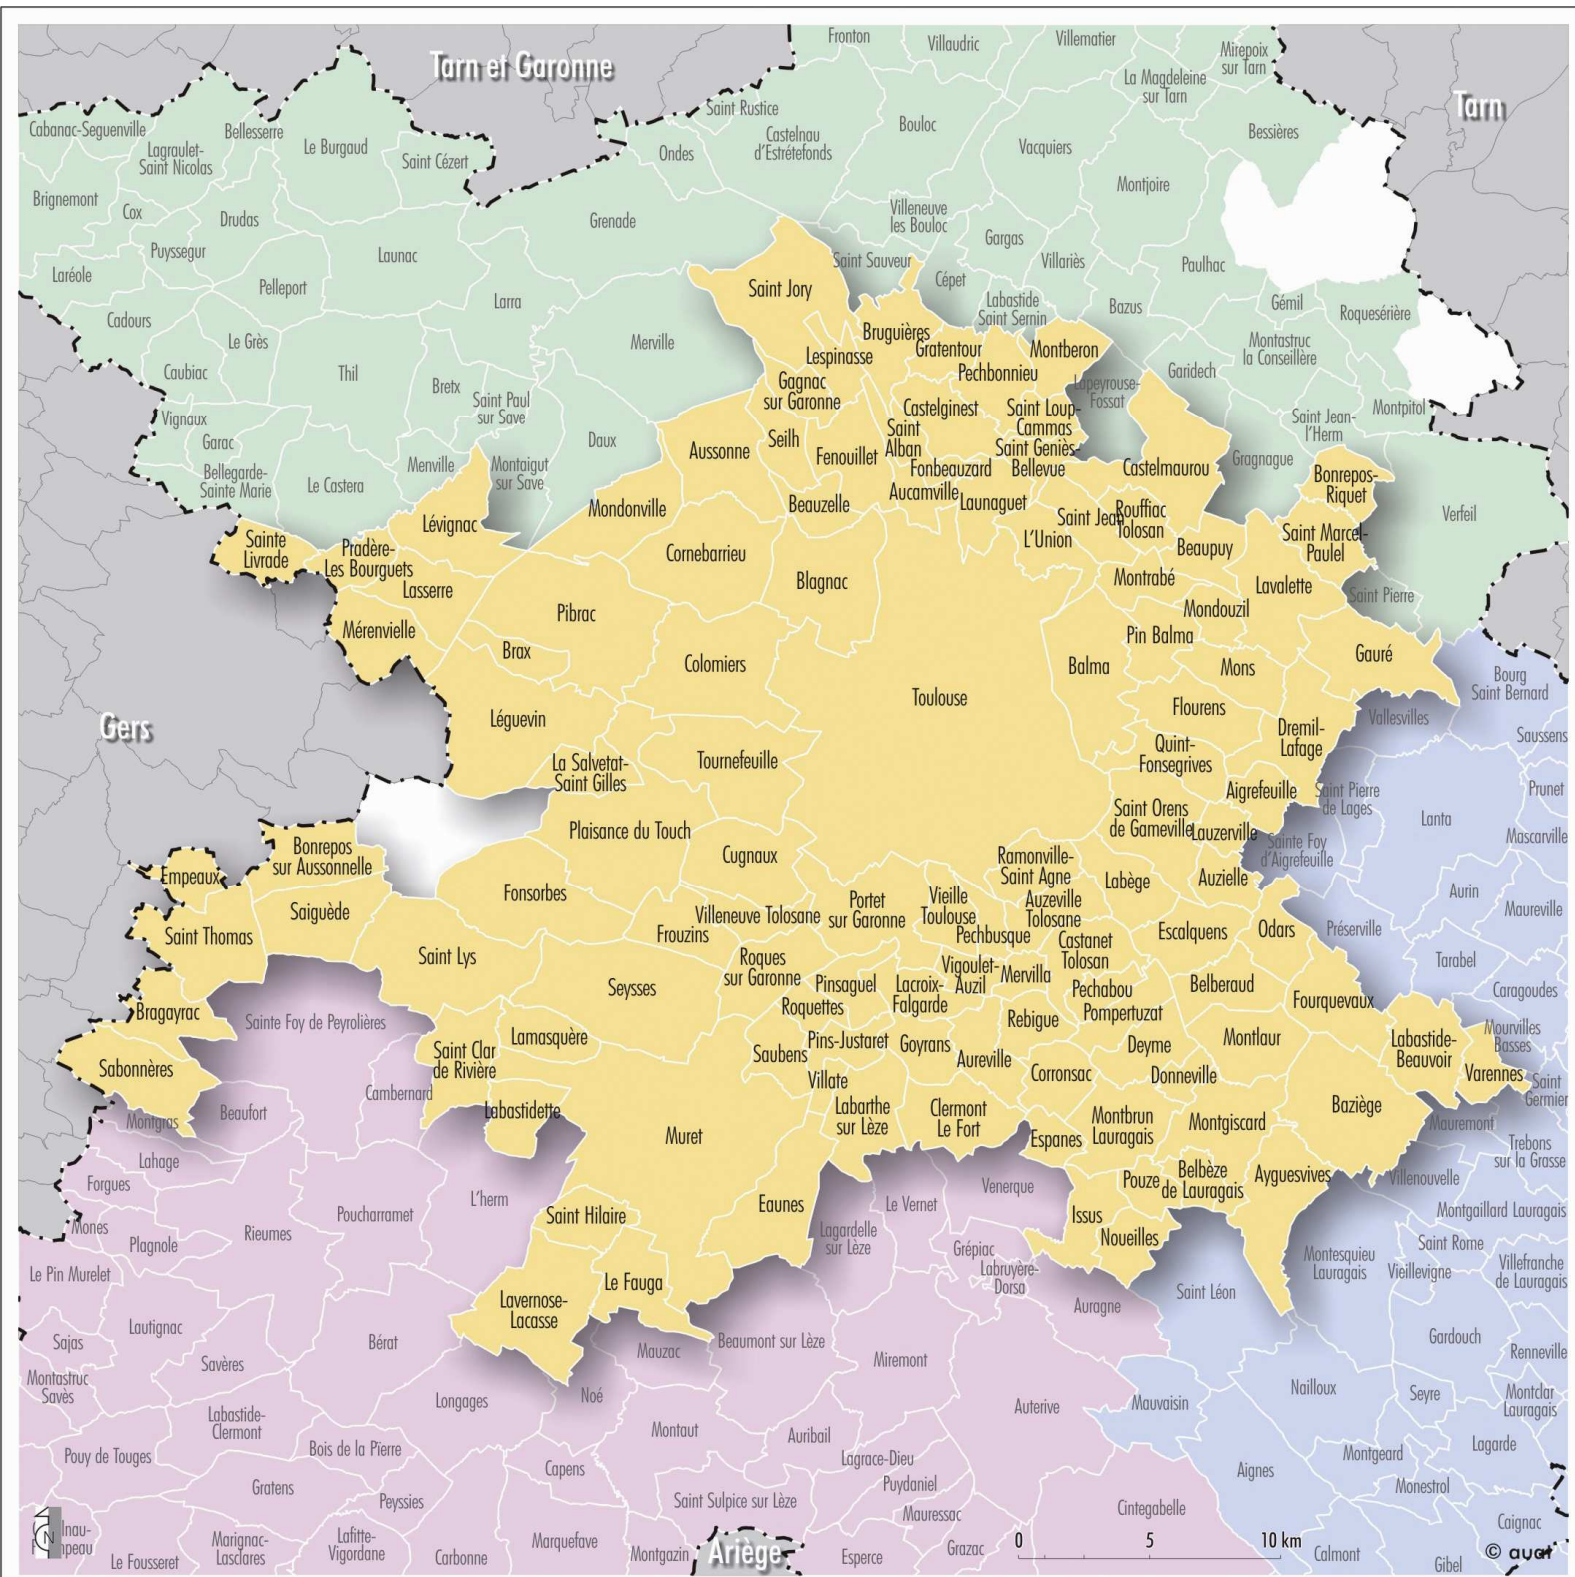 Tarn et Garonne
Fronton
Villaudric
Villematier
Mirepoix
sur Tarn
La Magdeleine
sur Tarn
Tarn
Saint Rustice
Cabanac-Seguenville
Bellesserre
Le Burgaud
Lagraulet-
Saint Nicolas
Saint Cézert
Ondes
Castelnau
d'Estrétefonds
Bouloc
Vacquiers
Bessières
Brignemont
Cox
Drudas
Grenade
Villeneuve
les Bouloc
Montjoire
Puyssegur
Launac
Gargas
Laréole
Pelleport
Larra
Saint Jory
Saint Sauveur
Cépet
Villariès
Paulhac
Cadours
Labastide
Saint Sernin
Bazus
Gémil
Roquesérière
Le Grès
Merville
Bruguières
Lespinasse
Gratentour
Montberon
Montastruc
la Conseillère
Caubiac
Thil
Bretx
Saint Paul
sur Save
Gagnac
sur Garonne
Pechbonnieu
Lapeyrouse-
Fossat
Garidech
Vignaux
Garac
Daux
Castelginest
Saint Loup-
Cammas
Saint Jean-
l'Herm
Montpitol
Aussonne
Seilh
Saint
Alban
Saint Geniès-
Bellevue
Bellegarde-
Sainte Marie
Le Castera
Menville
Montaigut
sur Save
Fenouillet
Fonbeauzard
Castelmaurou
Gragnague
Bonrepos-
Riquet
Mondonville
Beauzelle
Aucamville
Launaguet
Verfeil
Lévignac
Saint Jean
Rouffiac
Tolosan
Sainte
Livrade
Pradère-
Les Bourguets
Cornebarrieu
L'Union
Beaupuy
Saint Marcel-
Paulel
Lasserre
Blagnac
Montrabé
Lavalette
Saint Pierre
Mérenvielle
Pibrac
Mondouzil
Brax
Colomiers
Balma
Pin Balma
Mons
Gauré
Bourg
Saint Bernard
Gers
Léguevin
Toulouse
Flourens
Vallesvilles
Dremil-
Lafage
Saussens
La Salvetat-
Saint Gilles
Tournefeuille
Quint-
Fonsegrives
Aigrefeuille
Saint Pierre
de Lages
Prunet
Plaisance du Touch
Saint Orens
de Gameville
Lauzerville
Lanta
Mascarville
Bonrepos
sur Aussonnelle
Cugnaux
Ramonville-
Saint Agne
Sainte Foy
d'Aigrefeuille
Empeaux
Fonsorbes
Labège
Auzielle
Aurin
Saiguède
Portet
sur Garonne
Vieille
Toulouse
Auzeville
Tolosane
Maureville
Saint Thomas
Villeneuve Tolosane
Frouzins
Pechbusque
Escalquens
Odars
Préserville
Saint Lys
Roques
sur Garonne
Castanet
Tolosan
Tarabel
Seysses
Pinsaguel
Lacroix-
Falgarde
Vigoulet-
Auzil
Mervilla
Pechabou
Belberaud
Fourquevaux
Caragoudes
Bragayrac
Sainte Foy de Peyrolières
Roquettes
Rebigue
Pompertuzat
Sabonnères
Saint Clar
de Rivière
Lamasquère
Saubens
Pins-Justaret
Goyrans
Aureville
Deyme
Montlaur
Labastide-
Beauvoir
Mourvilles
Basses
Cambernard
Villate
Corronsac
Donneville
Varennes
Saint
Germier
Montgras
Beaufort
Labastidette
Muret
Labarthe
sur Lèze
Clermont
Le Fort
Espanes
Montbrun
Lauragais
Montgiscard
Baziège
Mauremont
Trebons
sur la Grasse
Lahage
Forgues
L'herm
Venerque
Pouze
Belbèze
de Lauragais
Ayguesvives
Villenouvelle
Mones
Poucharramet
Saint Hilaire
Eaunes
Le Vernet
Issus
Montgaillard Lauragais
Plagnole
Rieumes
Lagardelle
sur Lèze
Noueilles
Saint Rome
Le Pin Murelet
Grépiac
Labruyère-
Dorsa
Montesquieu
Lauragais
Vieillevigne
Villefranche
de Lauragais
Le Fauga
Lavernose-
Lacasse
Auragne
Saint Léon
Sajas
Lautignac
Bérat
Beaumont sur Lèze
Gardouch
Renneville
Savères
Mauzac
Miremont
Montastruc
Savès
Longages
Noé
Auterive
Mauvaisin
Nailloux
Seyre
Montclar
Lauragais
Labastide-
Clermont
Montaut
Auribail
Pouy de Touges
Bois de la Pierre
Lagrace-Dieu
Montgeard
Lagarde
Gratens
Capens
Puydaniel
Aignes
Monestrol
Peyssies
Saint Sulpice sur Lèze
Mauressac
Cintegabelle
Caignac
N
Marignac-
Lasclares
Lafitte-
Vigordane
Marquefave
Le Fousseret
Carbonne
Montgazin
Ariège
Esperce
Grazac
0 5 10 km
Calmont
Gibel
© auat